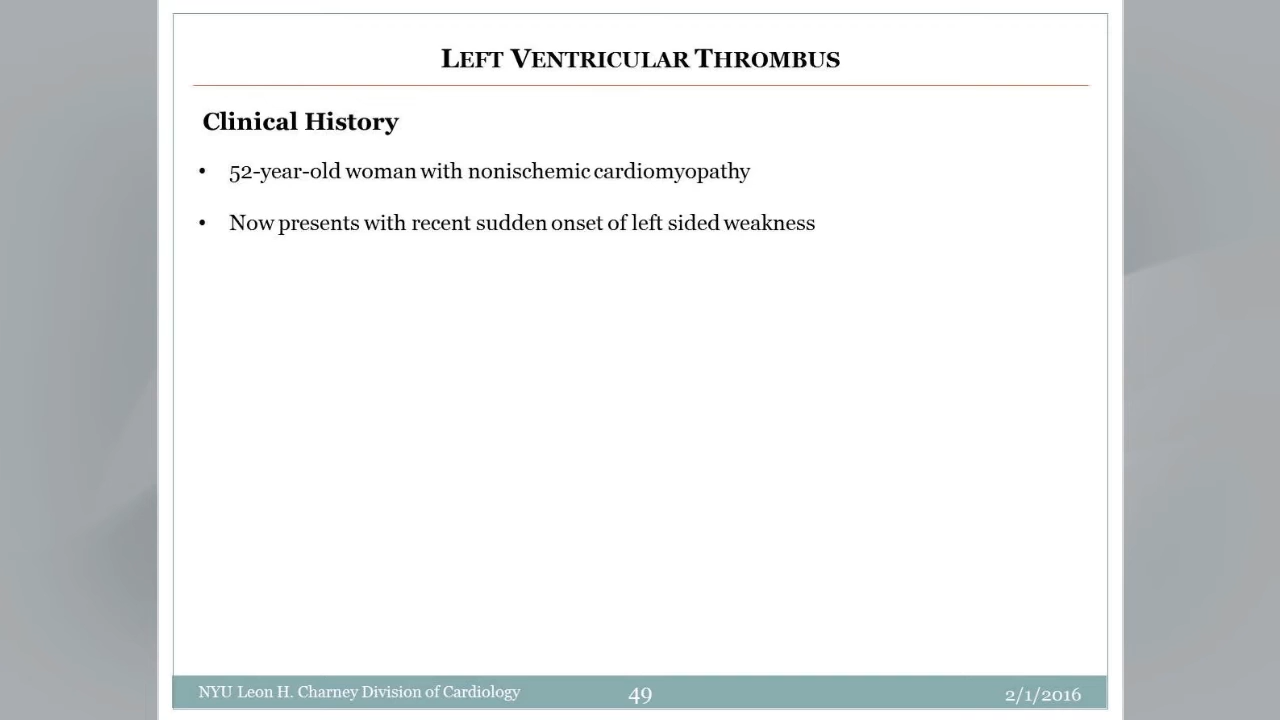 LEFT VENTRICULAR THROMBUS
Clinical History
• 52-year-old woman with nonischemic cardiomyopathy
• Now presents with recent sudden onset of left sided weakness
NYU Leon H. Charney Division of Cardiology
49
2/1/2016